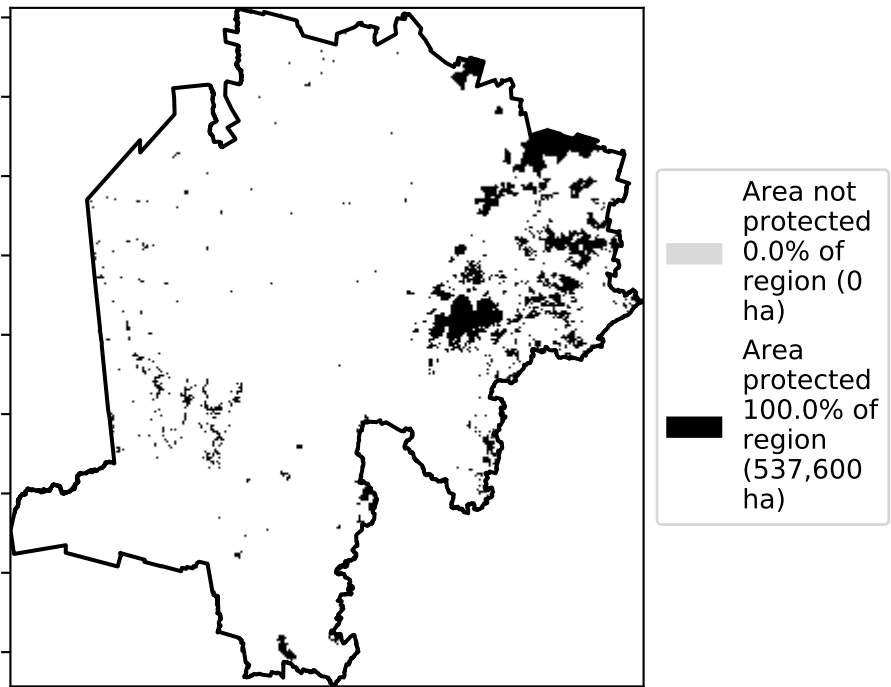 Area not
protected
0.0% of
region (0
ha)
Area
protected
100.0% of
region
(537,600
ha)